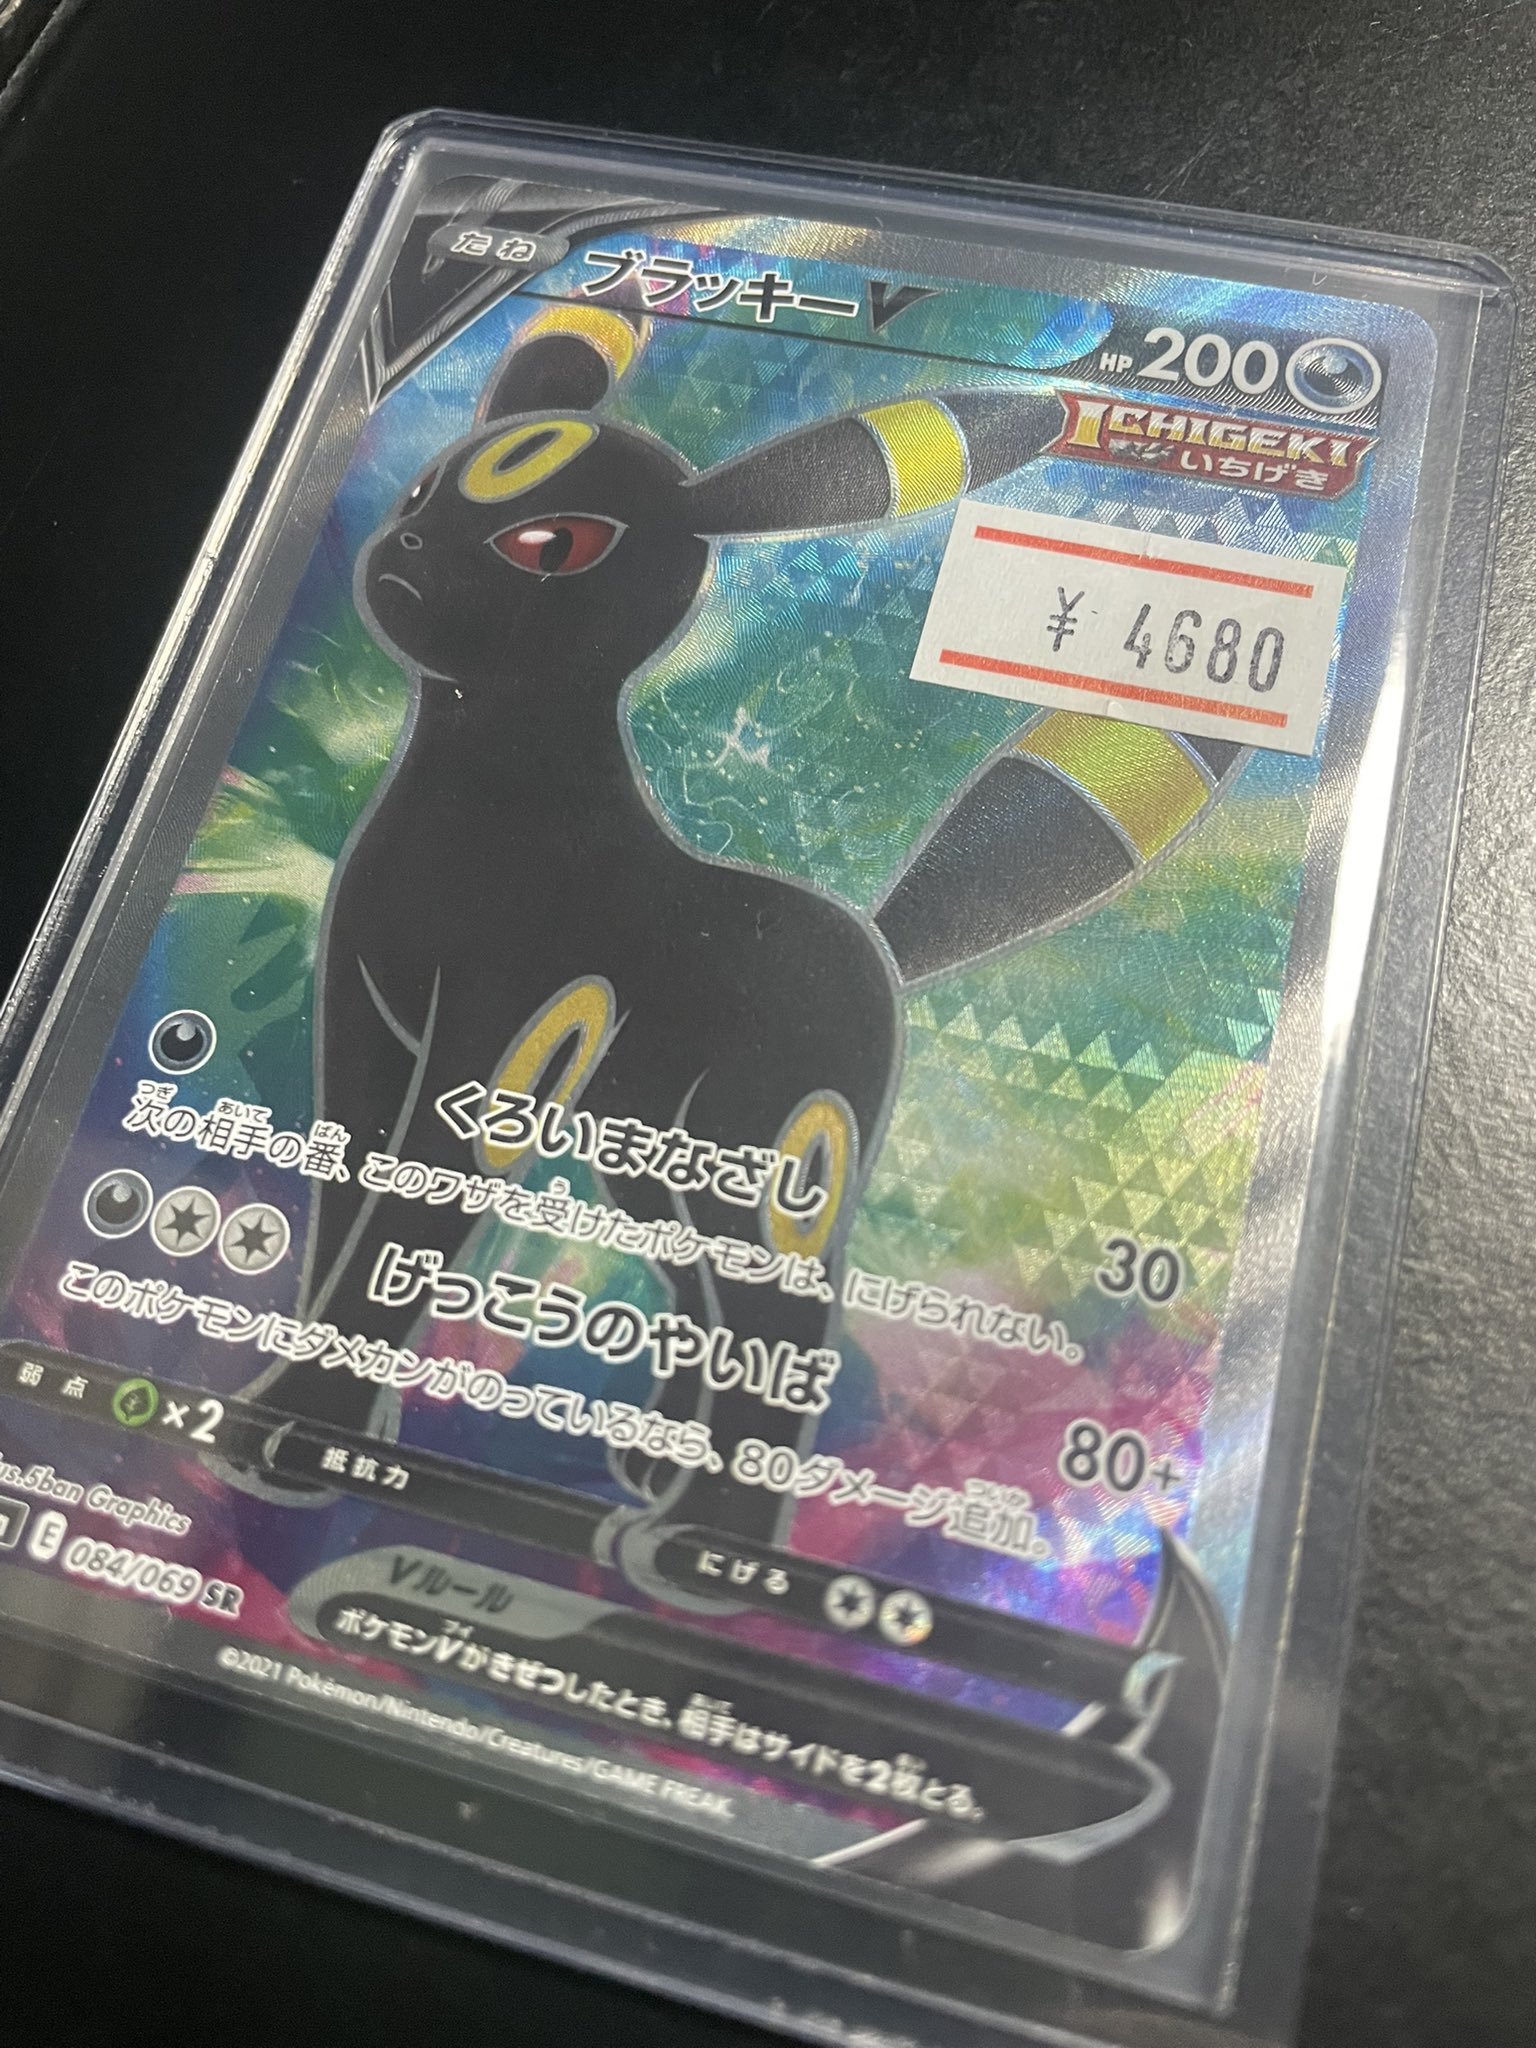 たね
ブラッキーV
HP 200
ICHIGEKI
いちげき
¥ 4680
くろいまなざし
次の相手の番、このワザを受けたポケモンは、にげられない。
30
げっこうのやいば
80+
このポケモンにダメカンがのっているなら、80ダメージ追加。
弱点 ×2
抵抗力
にげる
us.5ban Graphics
E 084/069 SR
Vルール
ポケモンVがきぜつしたとき、相手はサイドを2枚とる。
©2021 Pokémon/Nintendo/Creatures/GAME FREAK.